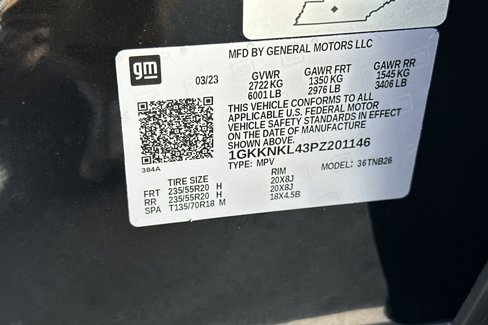 gm
MFD BY GENERAL MOTORS LLC
03/23 GVWR GAWR FRT GAWR RR
2722 KG 1350 KG 1545 KG
6001 LB 2976 LB 3406 LB
THIS VEHICLE CONFORMS TO ALL
APPLICABLE U.S. FEDERAL MOTOR
VEHICLE SAFETY STANDARDS IN EFFECT
ON THE DATE OF MANUFACTURE
SHOWN ABOVE.
1GKKNKL43PZ201146
384A TYPE: MPV MODEL: 36TNB26
TIRE SIZE RIM
FRT 235/55R20 H 20X8J
RR 235/55R20 H 20X8J
SPA T135/70R18 M 18X4.5B